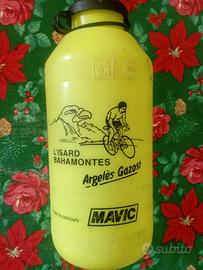 L'ISARD
BAHAMONTES
Argelès Gazost
MAVIC
subito